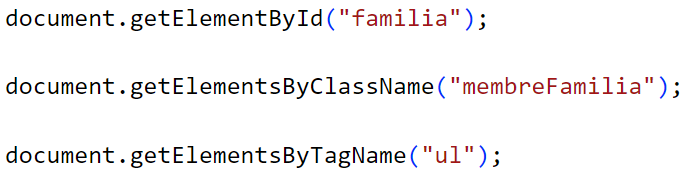 document.getElementById("familia");
document.getElementsByClassName("membreFamilia");
document.getElementsByTagName("ul");